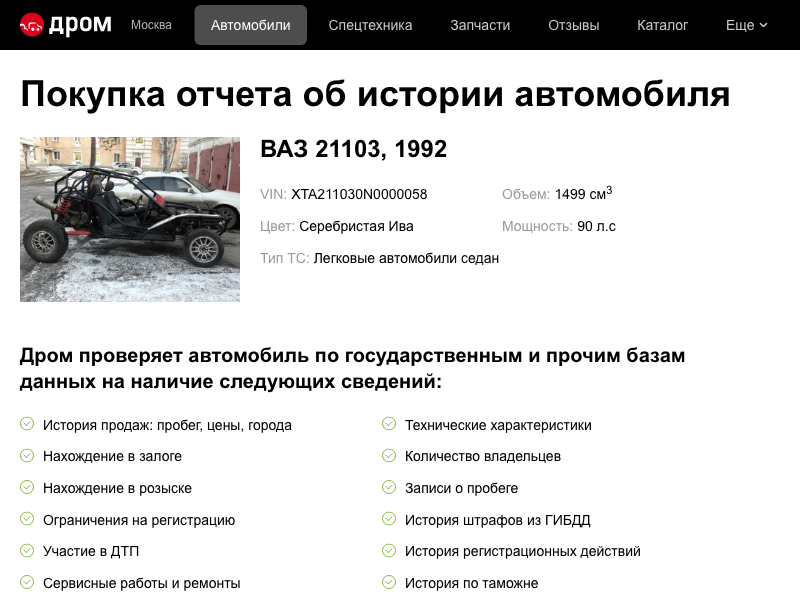 дром Москва Автомобили Спецтехника Запчасти Отзывы Каталог Еще
Покупка отчета об истории автомобиля
ВАЗ 21103, 1992
VIN: XTA211030N0000058 Объем: 1499 см3
Цвет: Серебристая Ива Мощность: 90 л.с
Тип ТС: Легковые автомобили седан
Дром проверяет автомобиль по государственным и прочим базам
данных на наличие следующих сведений:
История продаж: пробег, цены, города Технические характеристики
Нахождение в залоге Количество владельцев
Нахождение в розыске Записи о пробеге
Ограничения на регистрацию История штрафов из ГИБДД
Участие в ДТП История регистрационных действий
Сервисные работы и ремонты История по таможне